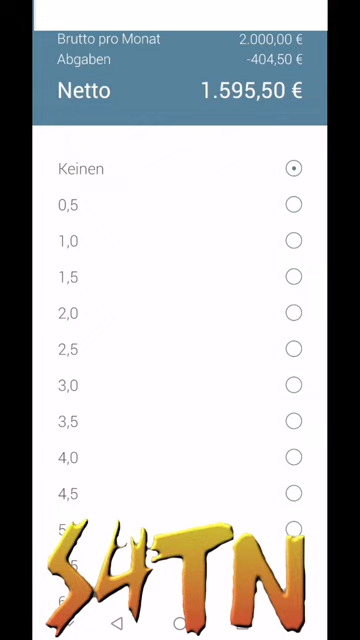 Brutto pro Monat 2.000,00 €
Abgaben -404,50 €
Netto 1.595,50 €
Keinen
0,5
1,0
1,5
2,0
2,5
3,0
3,5
4,0
4,5
S4TN